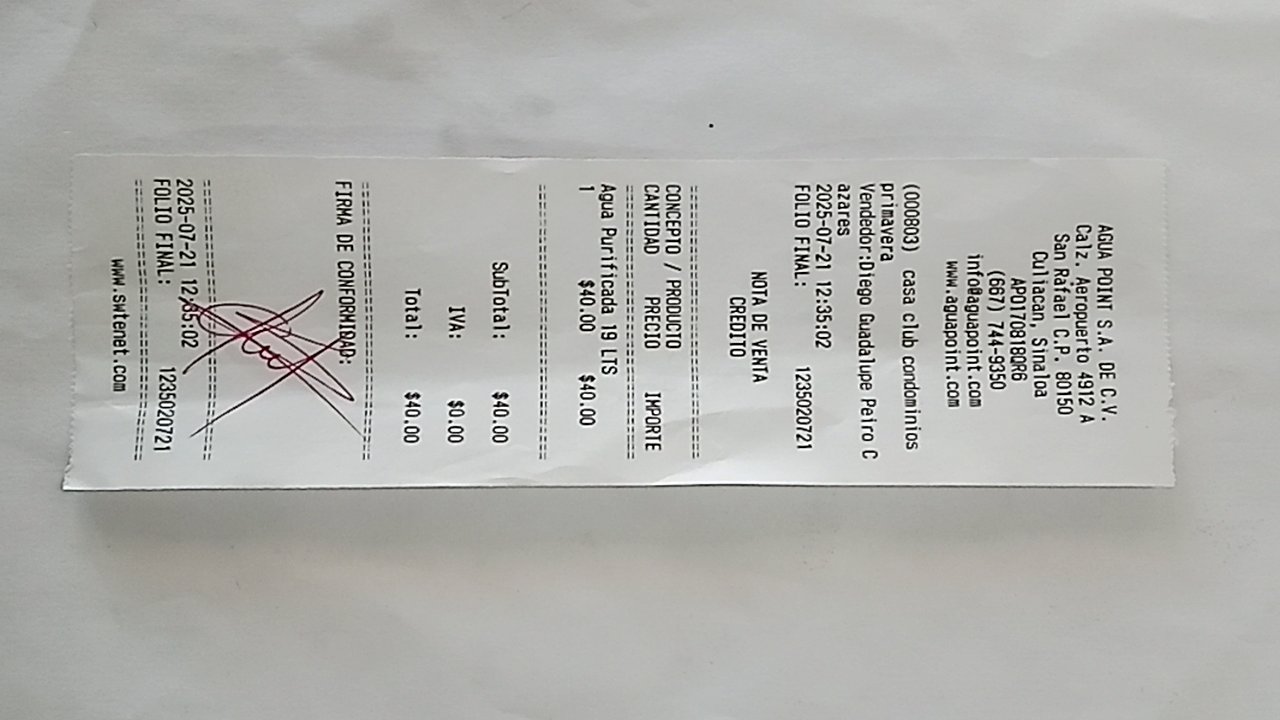 AGUA POINT S.A. DE C.V.
Calz. Aeropuerto 4912 A
San Rafael C.P. 80150
Culiacan, Sinaloa
APO170818QR6
(667) 744-9350
info@aguapoint.com
www.aguapoint.com
(000803) casa club condominios
primavera
Vendedor:Diego Guadalupe Peiro C
azares
2025-07-21 12:35:02
FOLIO FINAL: 1235020721
NOTA DE VENTA
CREDITO
================================
CONCEPTO / PRODUCTO
CANTIDAD PRECIO IMPORTE
================================
Agua Purificada 19 LTS
1 $40.00 $40.00
================================
SubTotal: $40.00
IVA: $0.00
Total: $40.00
================================
FIRMA DE CONFORMIDAD:
================================
2025-07-21 12:35:02
FOLIO FINAL: 1235020721
================================
www.swtenet.com